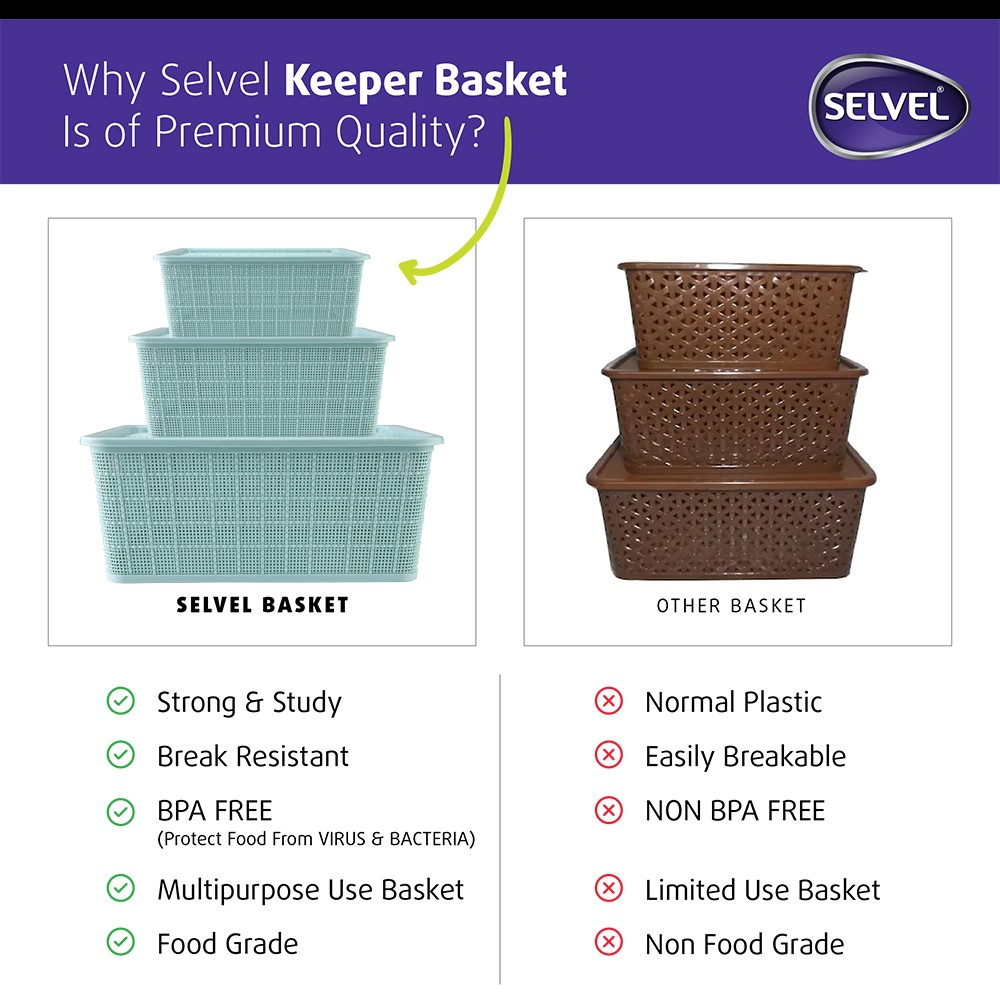 Why Selvel Keeper Basket
Is of Premium Quality?
SELVEL®
SELVEL BASKET
OTHER BASKET
Strong & Study
Break Resistant
BPA FREE
(Protect Food From VIRUS & BACTERIA)
Multipurpose Use Basket
Food Grade
Normal Plastic
Easily Breakable
NON BPA FREE
Limited Use Basket
Non Food Grade